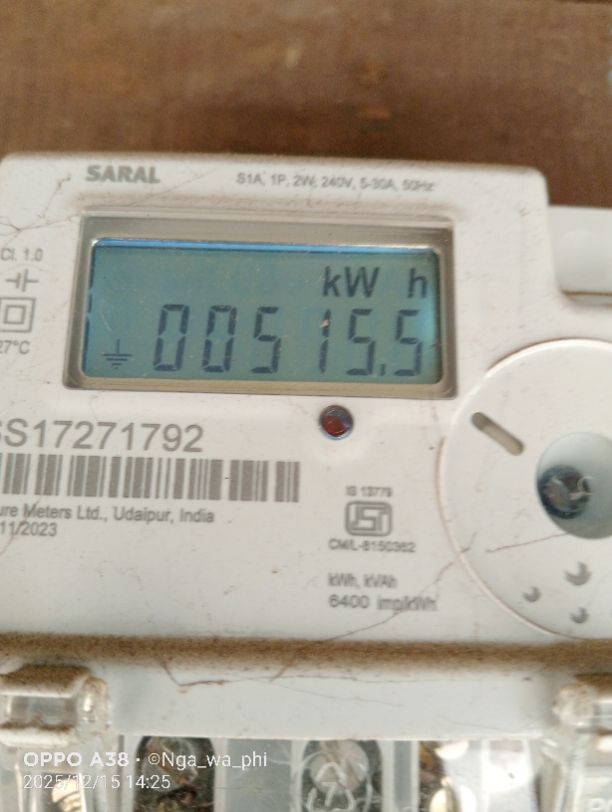 SARAL
S1A, 1P, 2W, 240V, 5-30A, 50Hz
Cl. 1.0
27°C
kW h
00515.5
SS17271792
ure Meters Ltd., Udaipur, India
11/2023
IS 13779
CM/L-8150362
kWh, kVAh
6400 imp/kWh
OPPO A38 · ©Nga_wa_phi
2025/12/15 14:25